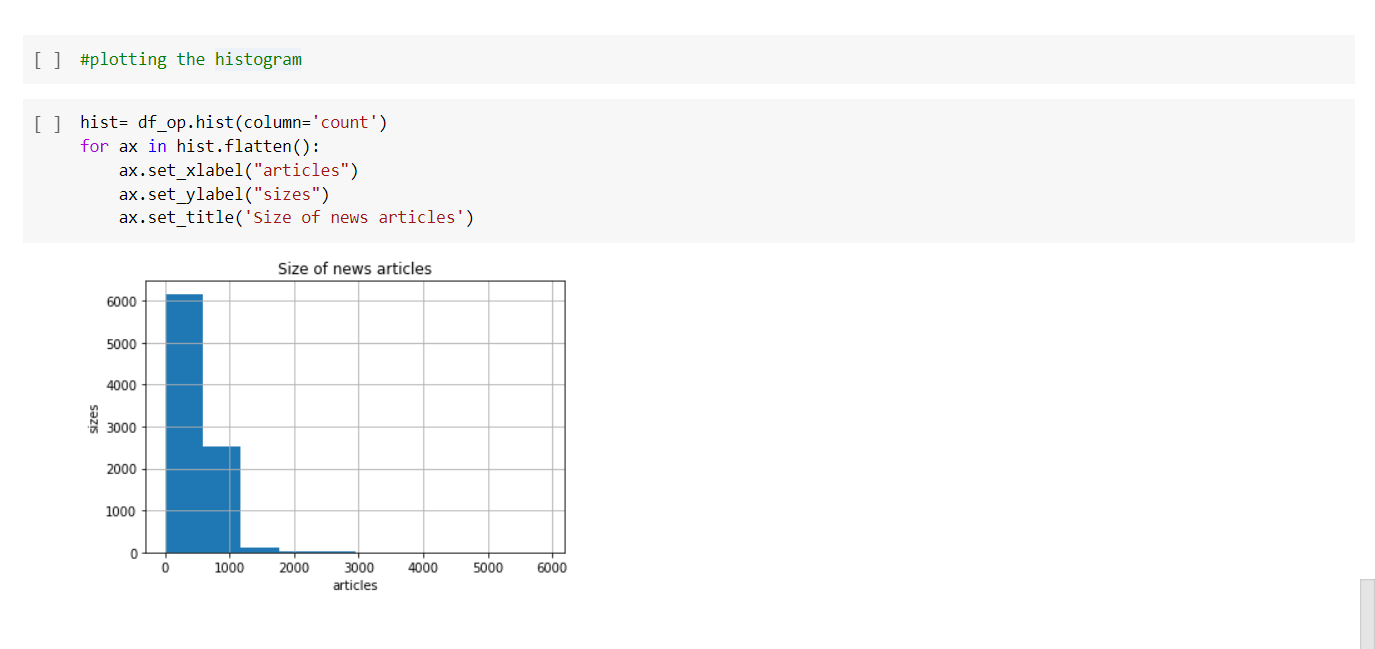 [ ] #plotting the histogram
[ ] hist= df_op.hist(column='count')
for ax in hist.flatten():
    ax.set_xlabel("articles")
    ax.set_ylabel("sizes")
    ax.set_title('Size of news articles')
Size of news articles
6000
5000
4000
3000
2000
1000
0
sizes
0 1000 2000 3000 4000 5000 6000
articles